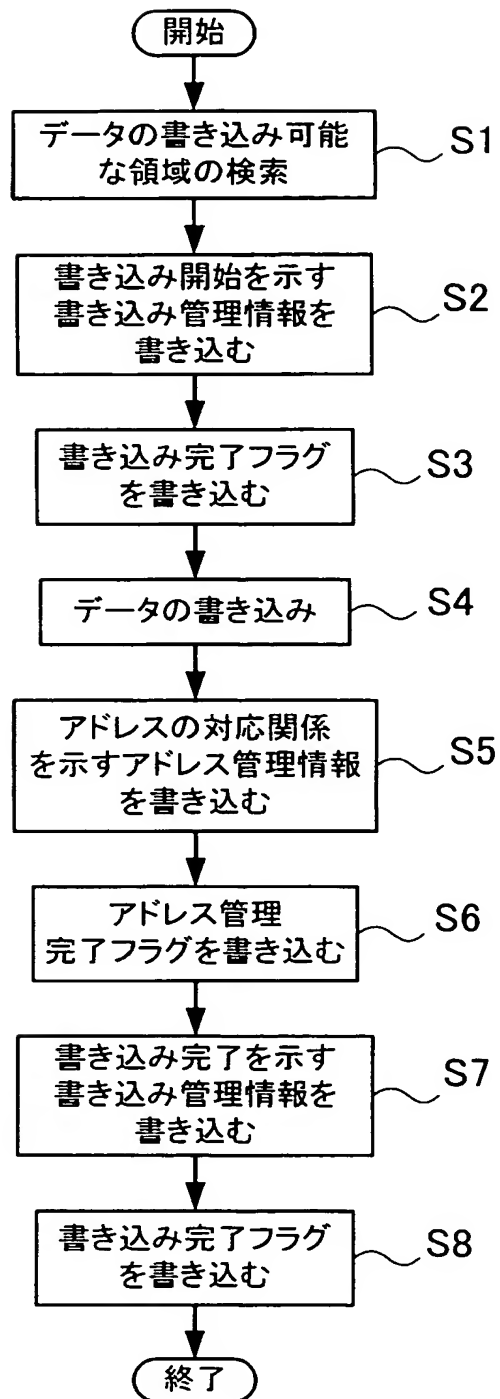 開始
データの書き込み可能
な領域の検索
S1
書き込み開始を示す
書き込み管理情報を
書き込む
S2
書き込み完了フラグ
を書き込む
S3
データの書き込み
S4
アドレスの対応関係
を示すアドレス管理情報
を書き込む
S5
アドレス管理
完了フラグを書き込む
S6
書き込み完了を示す
書き込み管理情報を
書き込む
S7
書き込み完了フラグ
を書き込む
S8
終了